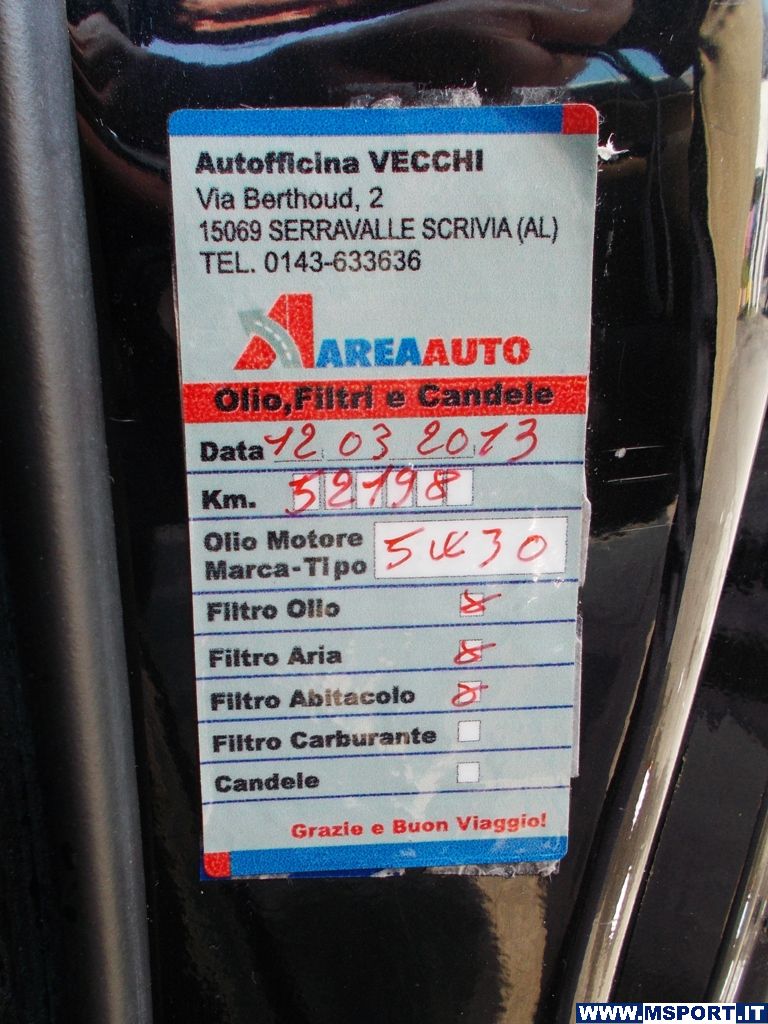 Autofficina VECCHI
Via Berthoud, 2
15069 SERRAVALLE SCRIVIA (AL)
TEL. 0143-633636
AREAAUTO
Olio,Filtri e Candele
Data 12 03 2013
Km. 52198
Olio Motore
Marca-Tipo 5W30
Filtro Olio
Filtro Aria
Filtro Abitacolo
Filtro Carburante
Candele
Grazie e Buon Viaggio!
WWW.MSPORT.IT